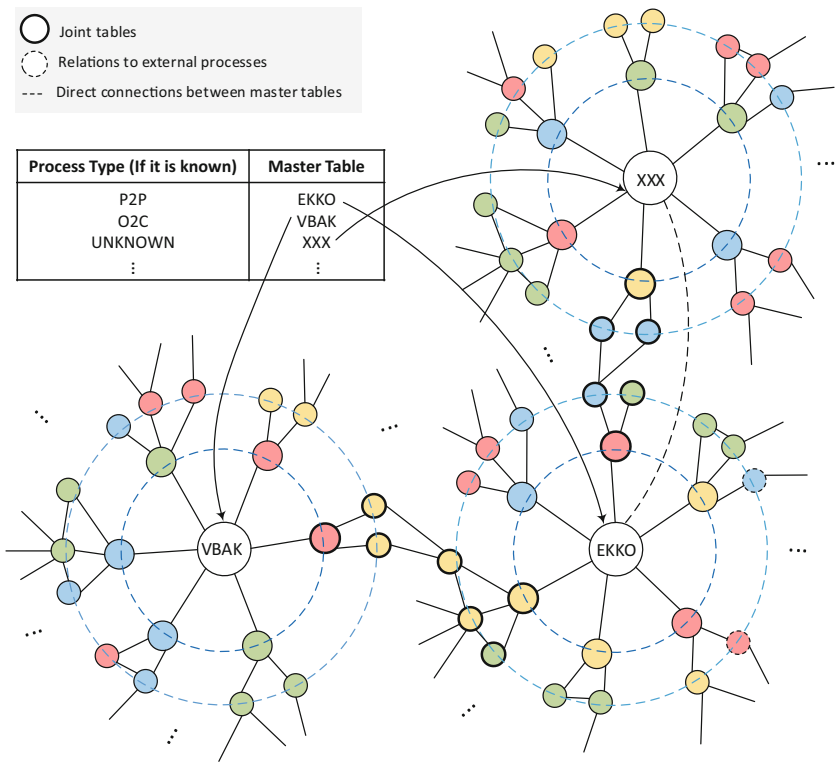 Joint tables
Relations to external processes
Direct connections between master tables
Process Type (If it is known) Master Table
P2P EKKO
O2C VBAK
UNKNOWN XXX
⋮ ⋮
XXX
...
...
...
...
VBAK
EKKO
...
...
...
...